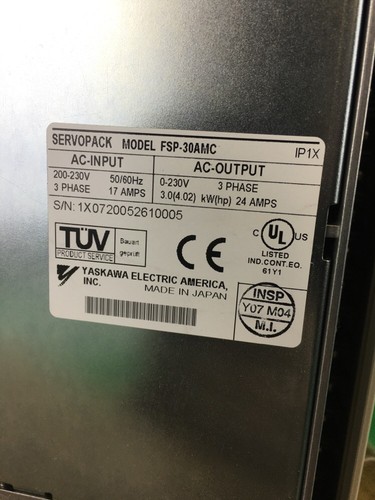 SERVOPACK MODEL FSP-30AMC
IP1X
AC-INPUT
200-230V 50/60Hz
3 PHASE 17 AMPS
AC-OUTPUT
0-230V 3 PHASE
3.0(4.02) kW(hp) 24 AMPS
S/N: 1X0720052610005
TÜV
PRODUCT SERVICE
Bauart
geprüft
CE
C UL US
LISTED
IND.CONT.EQ.
61Y1
YASKAWA ELECTRIC AMERICA,
INC.
MADE IN JAPAN
INSP
Y07 M04
M.I.